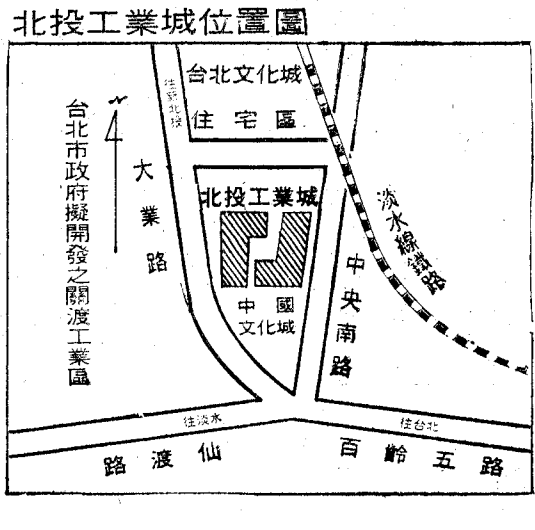 北投工業城位置圖
台北文化城
住宅區
往新北投
N
台北市政府擬開發之關渡工業區
大業路
北投工業城
中國
文化城
淡水線鐵路
中央南路
往淡水
往台北
路渡仙
百齡五路